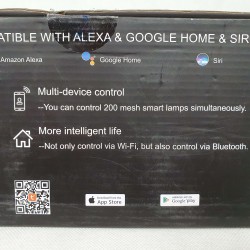 ATIBLE WITH ALEXA & GOOGLE HOME & SIR
Amazon Alexa Google Home Siri
Multi-device control
--You can control 200 mesh smart lamps simultaneously.
More intelligent life
--Not only control via Wi-Fi, but also control via Bluetooth.
App Store Google play